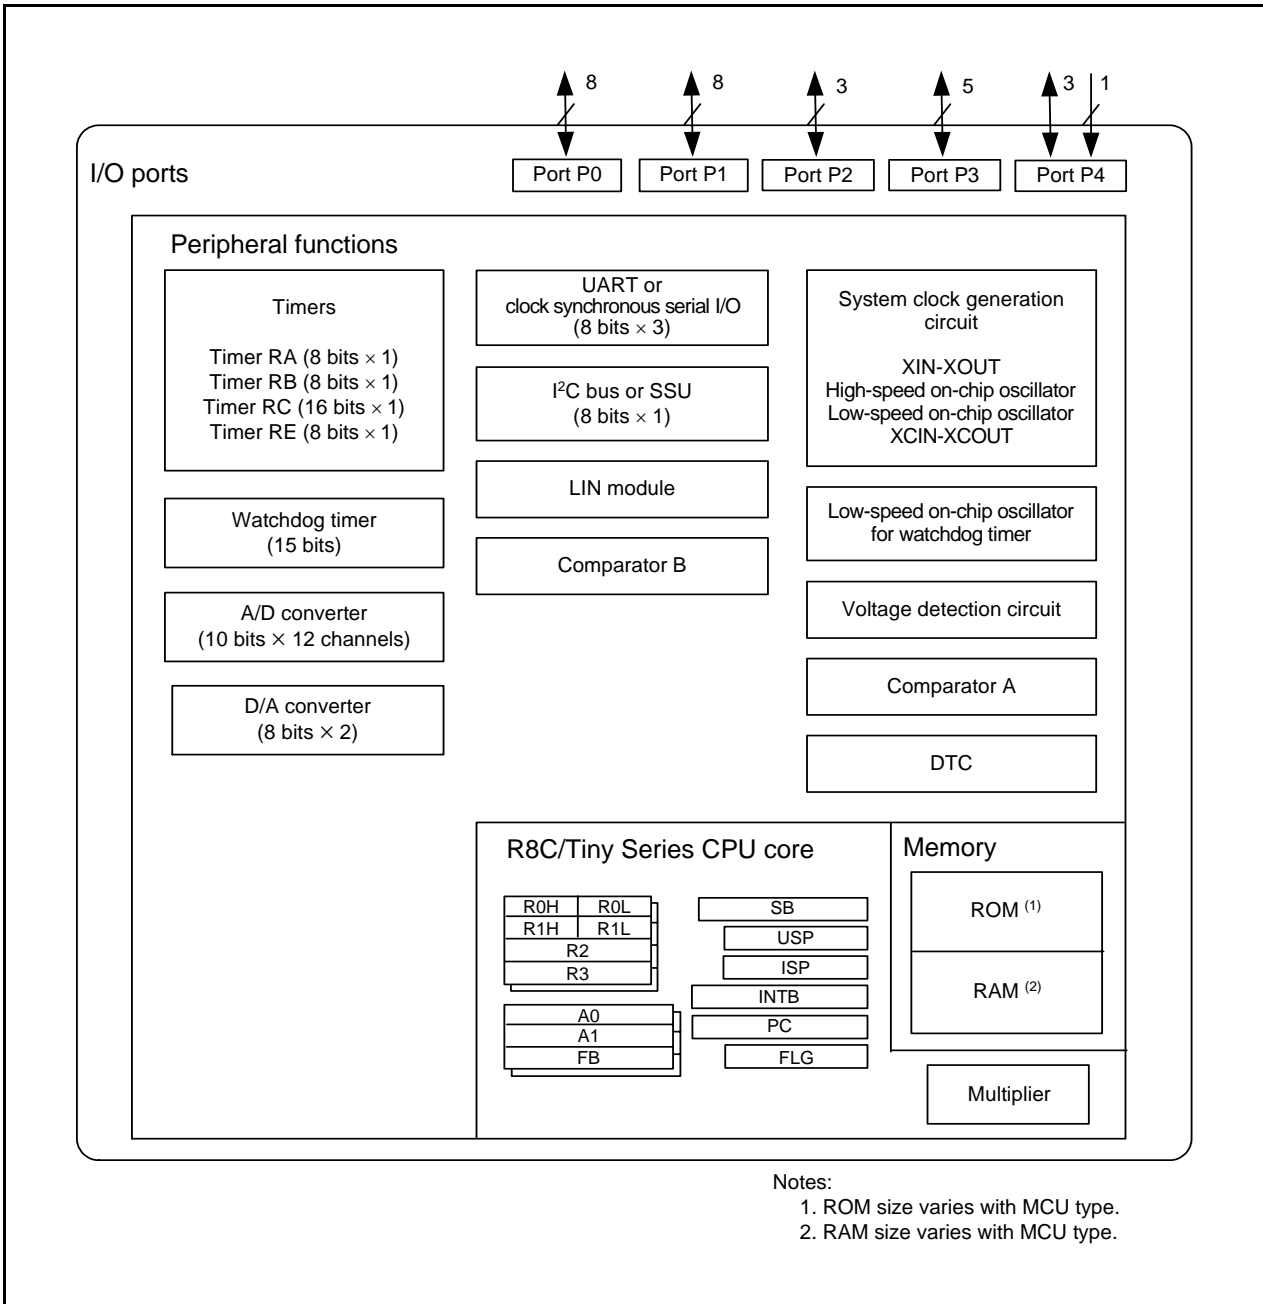 8
8
3
5
3
1
I/O ports
Port P0
Port P1
Port P2
Port P3
Port P4
Peripheral functions
Timers
Timer RA (8 bits × 1)
Timer RB (8 bits × 1)
Timer RC (16 bits × 1)
Timer RE (8 bits × 1)
Watchdog timer
(15 bits)
A/D converter
(10 bits × 12 channels)
D/A converter
(8 bits × 2)
UART or
clock synchronous serial I/O
(8 bits × 3)
I²C bus or SSU
(8 bits × 1)
LIN module
Comparator B
System clock generation
circuit
XIN-XOUT
High-speed on-chip oscillator
Low-speed on-chip oscillator
XCIN-XCOUT
Low-speed on-chip oscillator
for watchdog timer
Voltage detection circuit
Comparator A
DTC
R8C/Tiny Series CPU core
R0H
R0L
R1H
R1L
R2
R3
A0
A1
FB
SB
USP
ISP
INTB
PC
FLG
Memory
ROM (1)
RAM (2)
Multiplier
Notes:
1. ROM size varies with MCU type.
2. RAM size varies with MCU type.